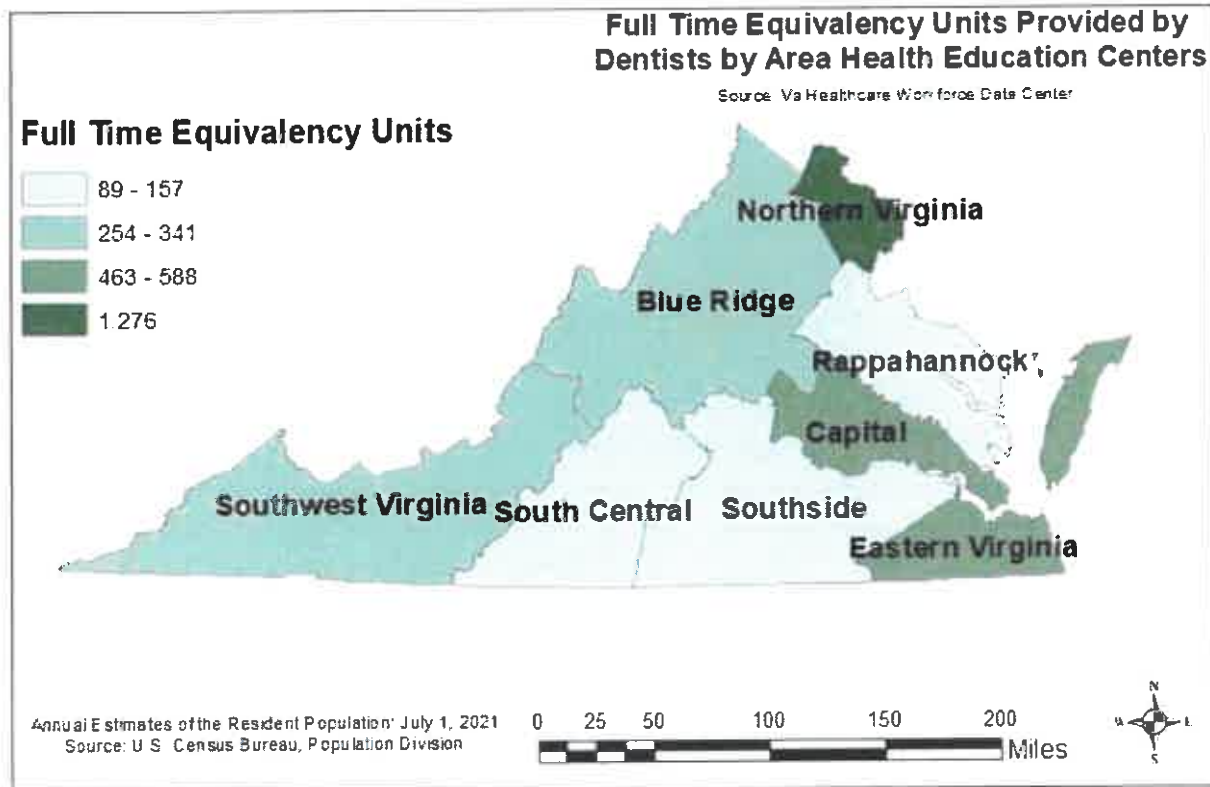 Full Time Equivalency Units Provided by
Dentists by Area Health Education Centers
Source: Va Healthcare Workforce Data Center
Full Time Equivalency Units
89 - 157
254 - 341
463 - 588
1,276
Northern Virginia
Blue Ridge
Rappahannock
Capital
Southwest Virginia
South Central
Southside
Eastern Virginia
Annual Estimates of the Resident Population: July 1, 2021
Source: U.S. Census Bureau, Population Division
0 25 50 100 150 200
Miles
N
W E
S